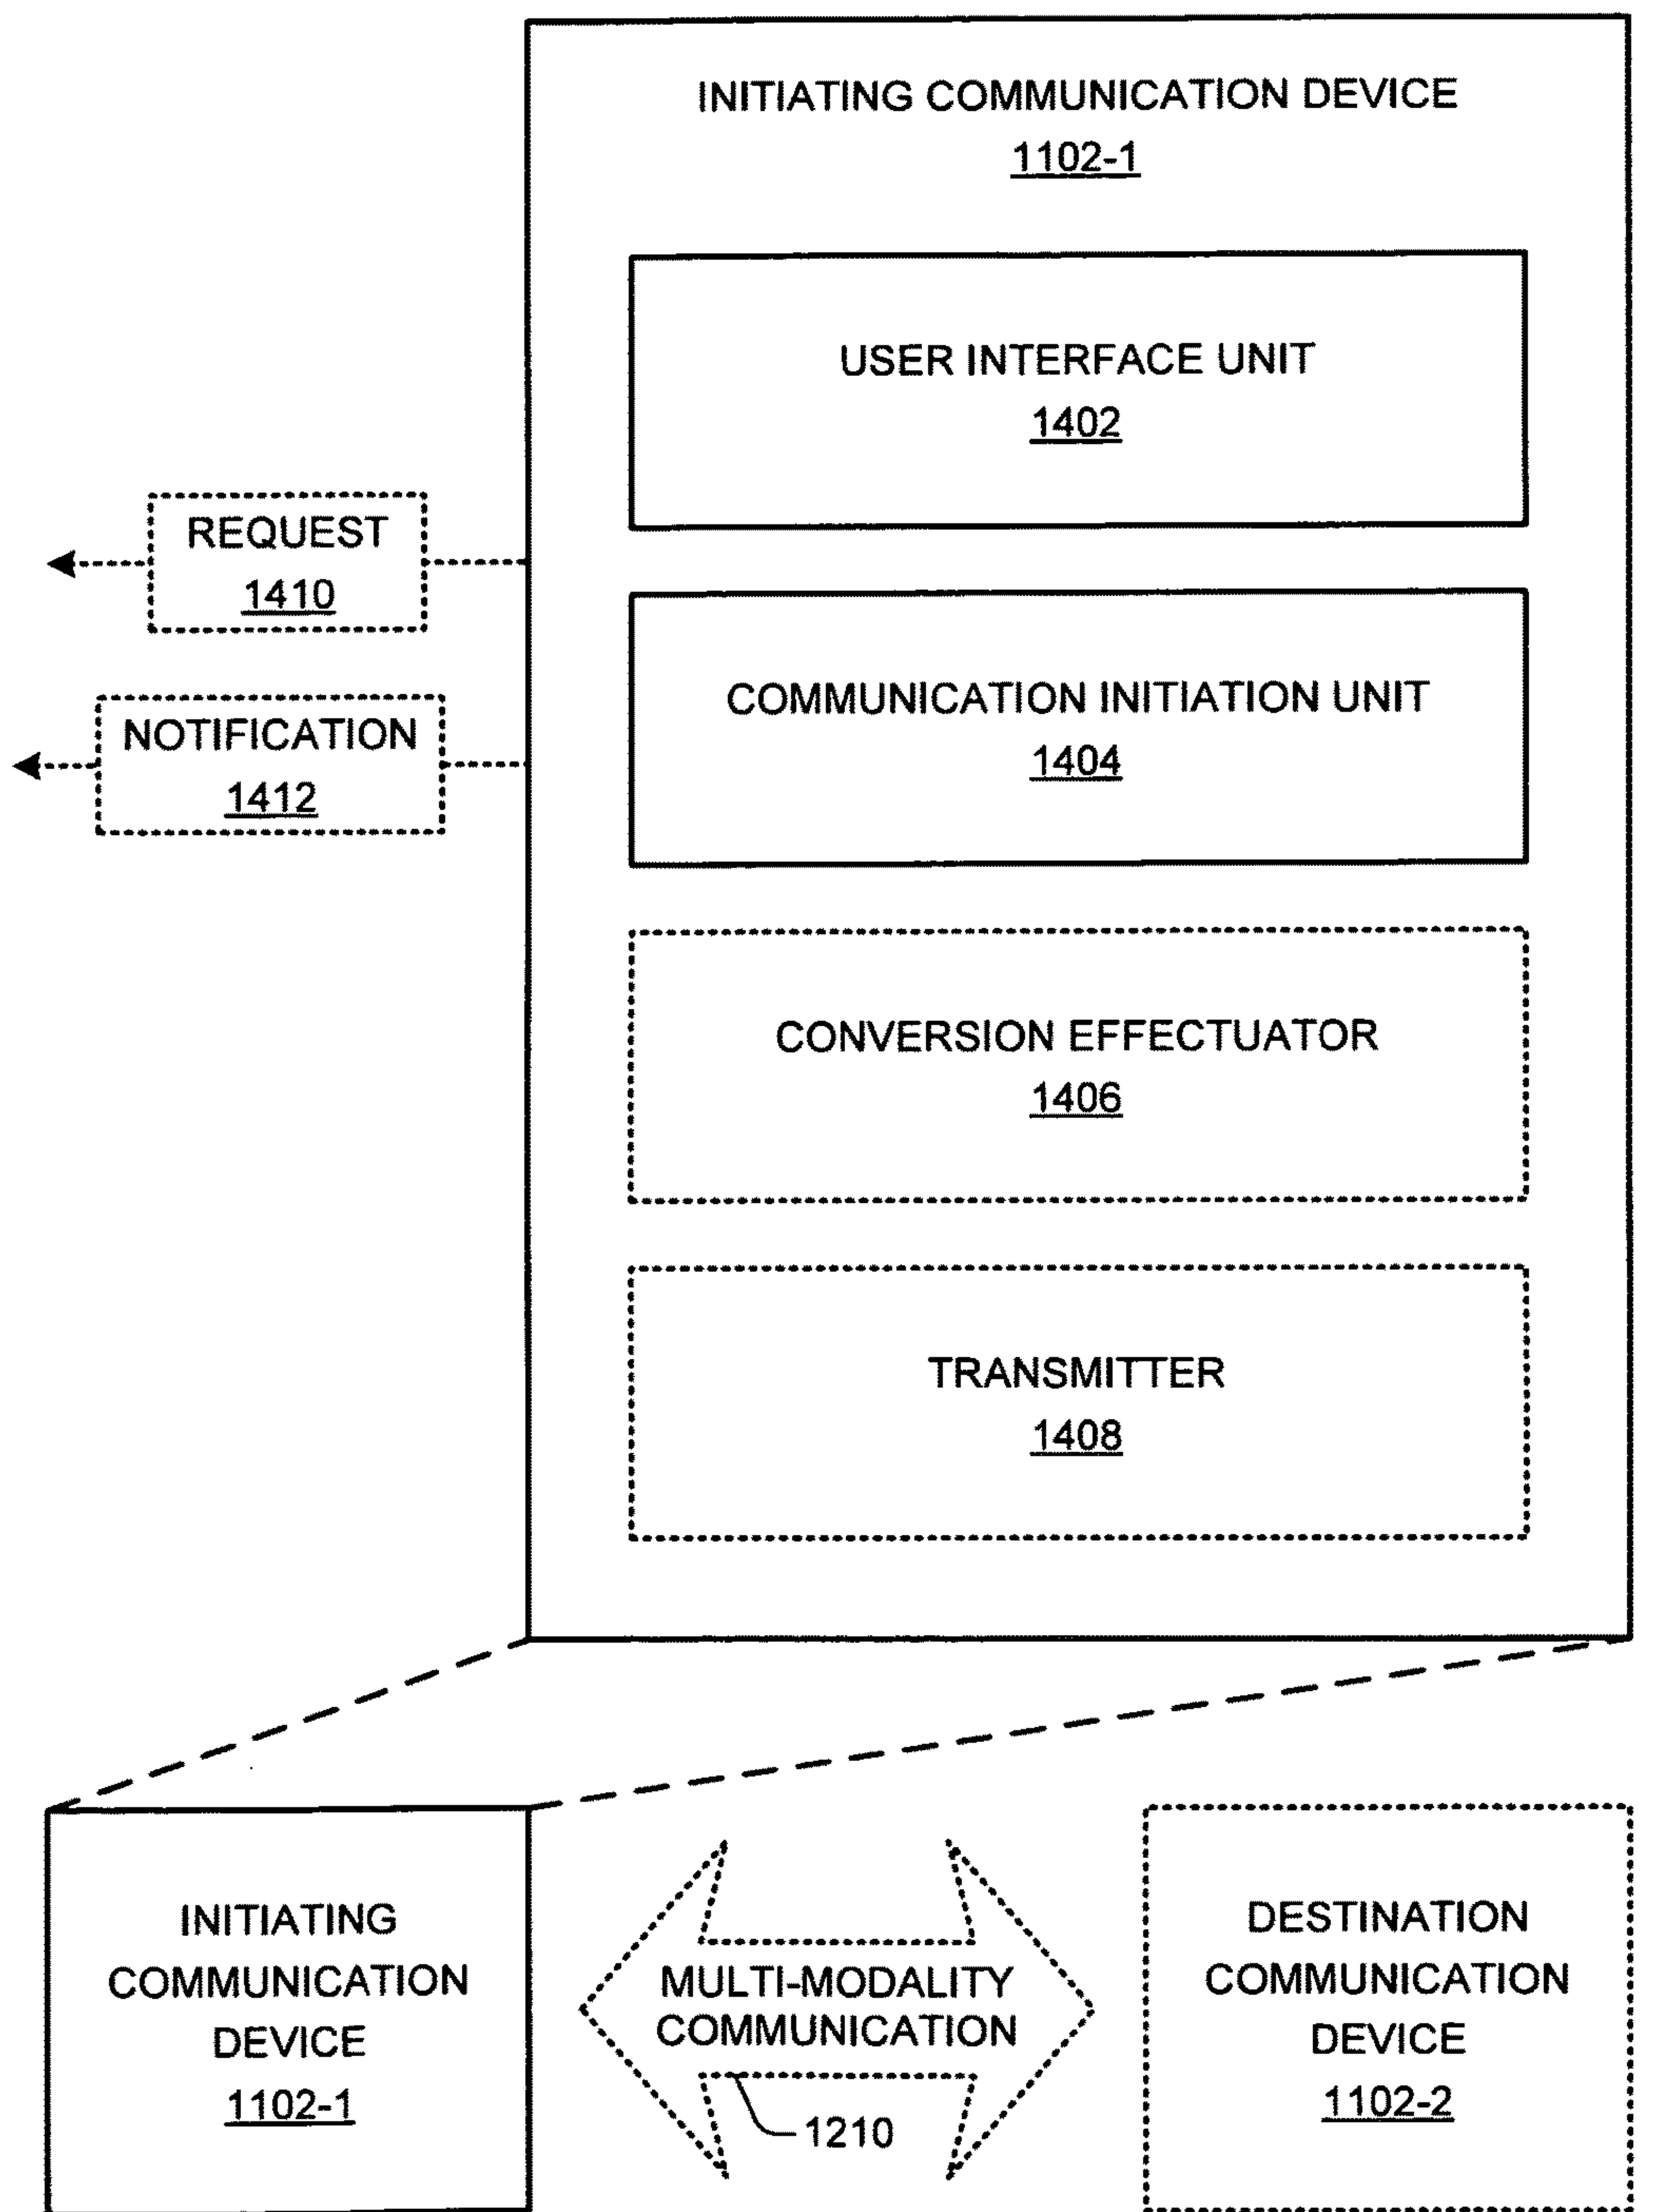 INITIATING COMMUNICATION DEVICE
1102-1
USER INTERFACE UNIT
1402
REQUEST
1410
COMMUNICATION INITIATION UNIT
1404
NOTIFICATION
1412
CONVERSION EFFECTUATOR
1406
TRANSMITTER
1408
INITIATING
COMMUNICATION
DEVICE
1102-1
MULTI-MODALITY
COMMUNICATION
1210
DESTINATION
COMMUNICATION
DEVICE
1102-2